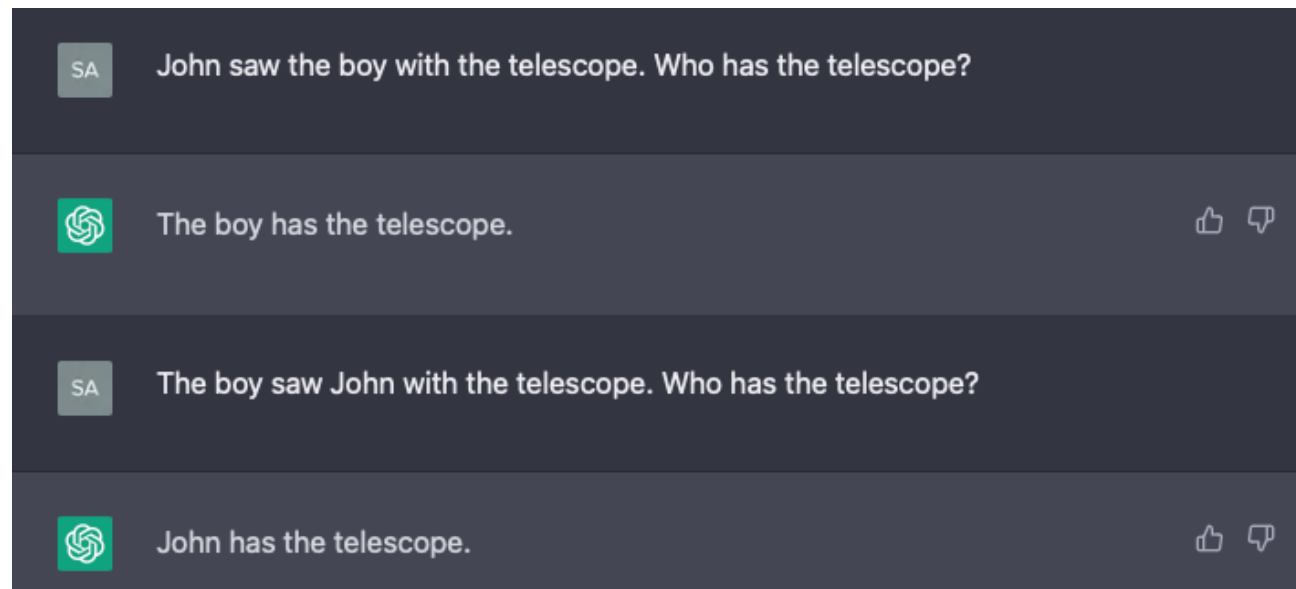 SA
John saw the boy with the telescope. Who has the telescope?
The boy has the telescope.
SA
The boy saw John with the telescope. Who has the telescope?
John has the telescope.